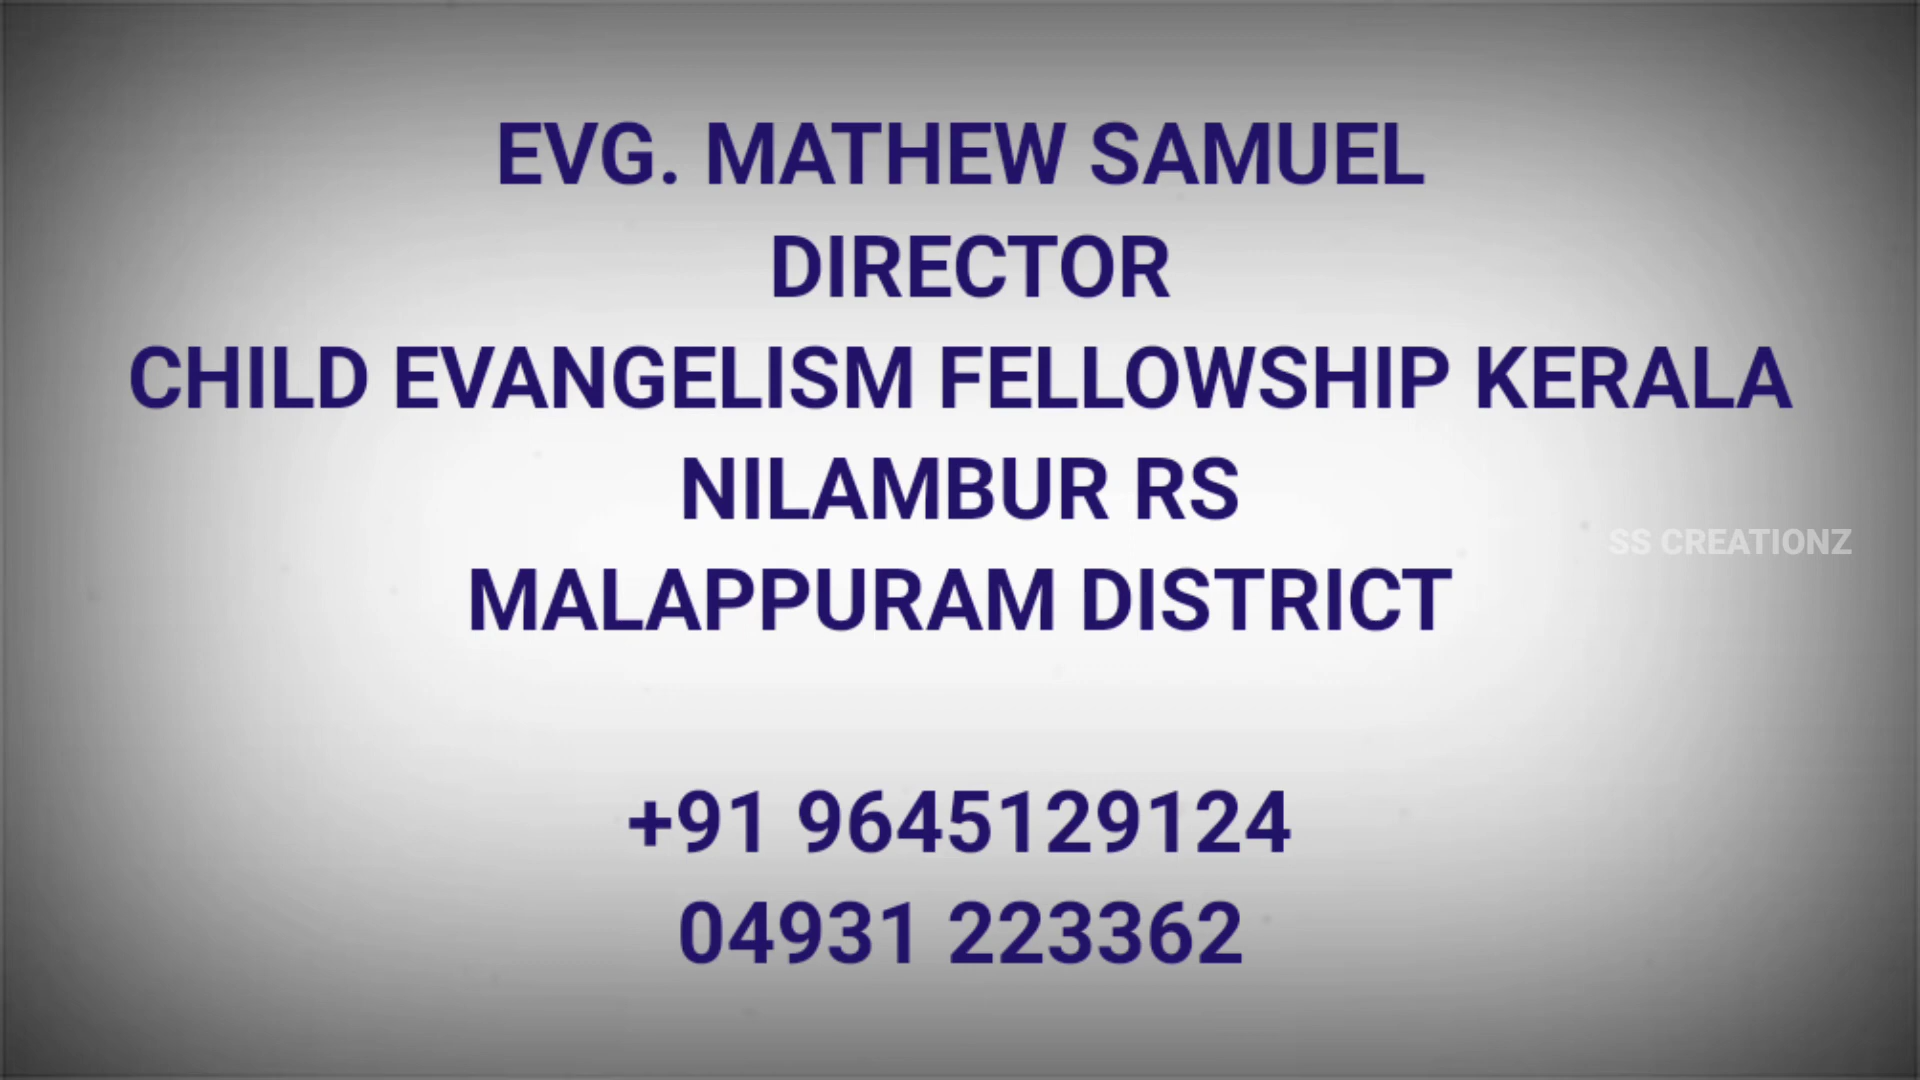 EVG. MATHEW SAMUEL
DIRECTOR
CHILD EVANGELISM FELLOWSHIP KERALA
NILAMBUR RS
SS CREATIONZ
MALAPPURAM DISTRICT
+91 9645129124
04931 223362